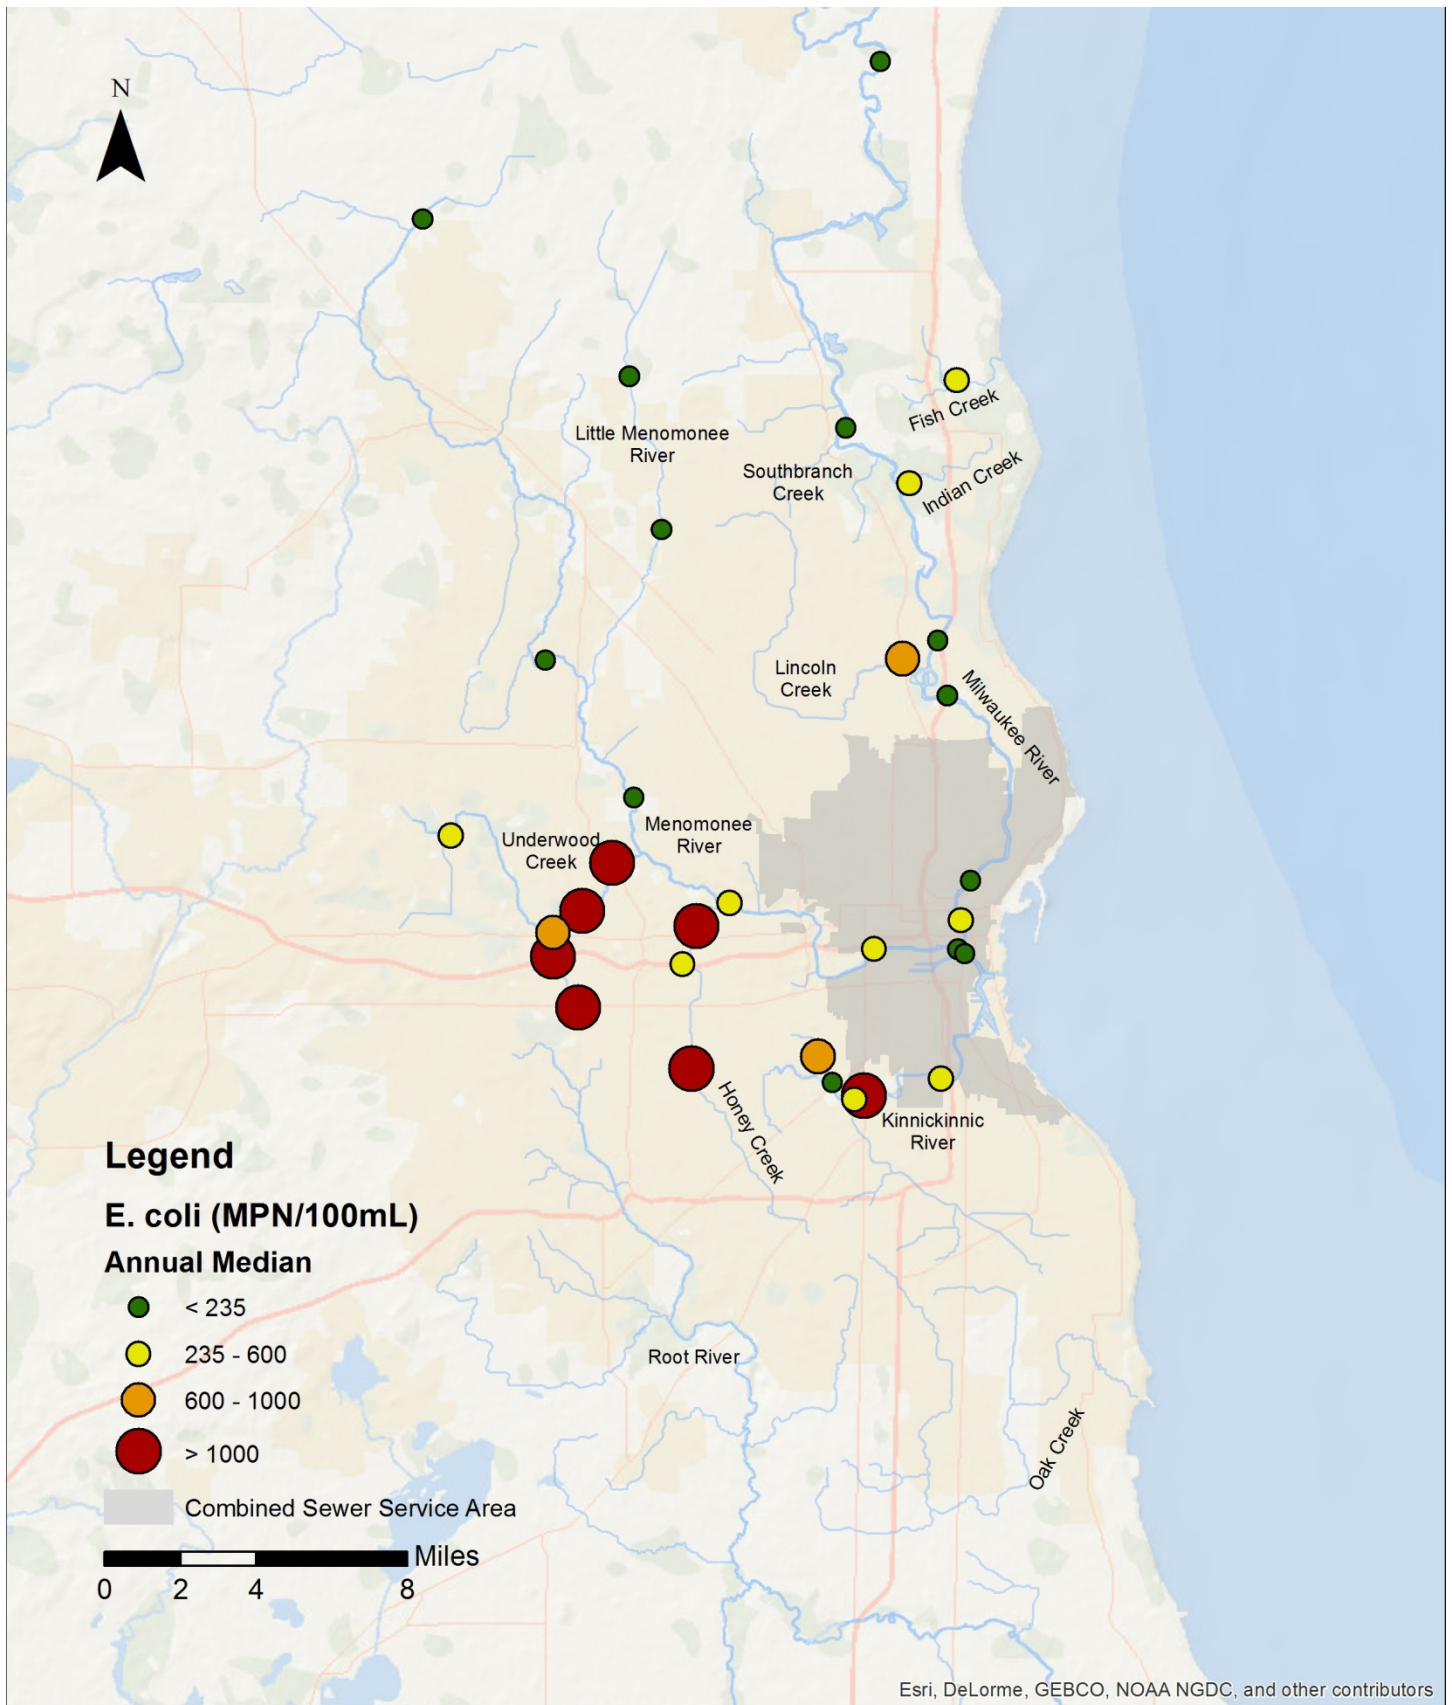 N
Fish Creek
Little Menomonee
River
Southbranch
Creek
Indian Creek
Lincoln
Creek
Milwaukee River
Underwood
Creek
Menomonee
River
Honey Creek
Kinnickinnic
River
Root River
Oak Creek
Legend
E. coli (MPN/100mL)
Annual Median
< 235
235 - 600
600 - 1000
> 1000
Combined Sewer Service Area
Miles
0 2 4 8
Esri, DeLorme, GEBCO, NOAA NGDC, and other contributors